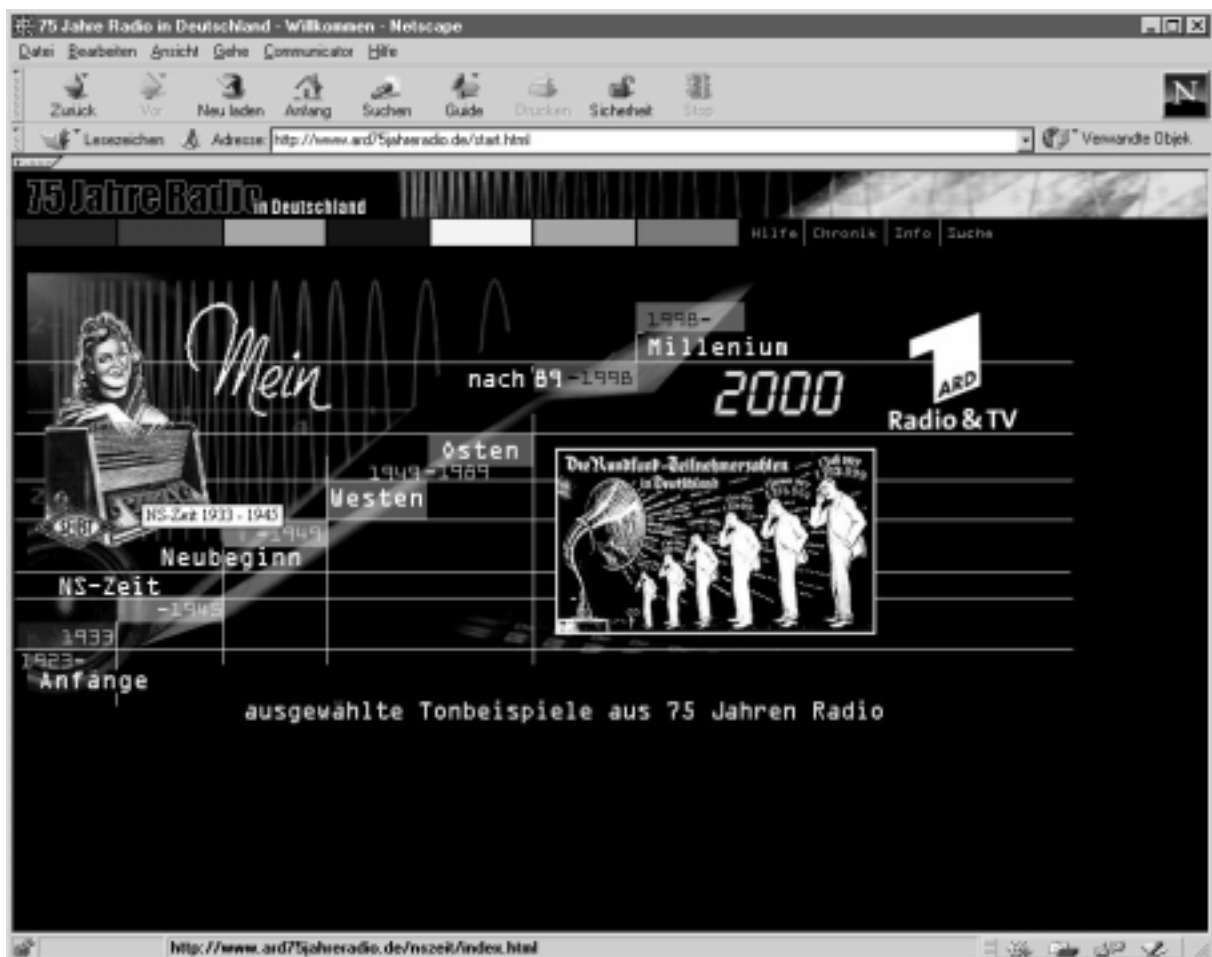 75 Jahre Radio in Deutschland - Willkommen - Netscape
Datei Bearbeiten Ansicht Gehe Communicator Hilfe
Zurück Vor Neu laden Anfang Suchen Guide Drucken Sicherheit Stop
N
Lesezeichen Adresse: http://www.ard75jahreradio.de/start.html Verwandte Objek
75 Jahre Radio in Deutschland
Hilfe Chronik Info Suche
Mein
1998-
Millenium
nach 89 -1998
2000
ARD
Radio & TV
Osten
1949-1989
Westen
Die Rundfunk-Teilnehmerzahlen
in Deutschland
NS-Zeit 1933 - 1945
-1949
Neubeginn
NS-Zeit
-1945
1933
1923-
Anfänge
ausgewählte Tonbeispiele aus 75 Jahren Radio
http://www.ard75jahreradio.de/nszeit/index.html